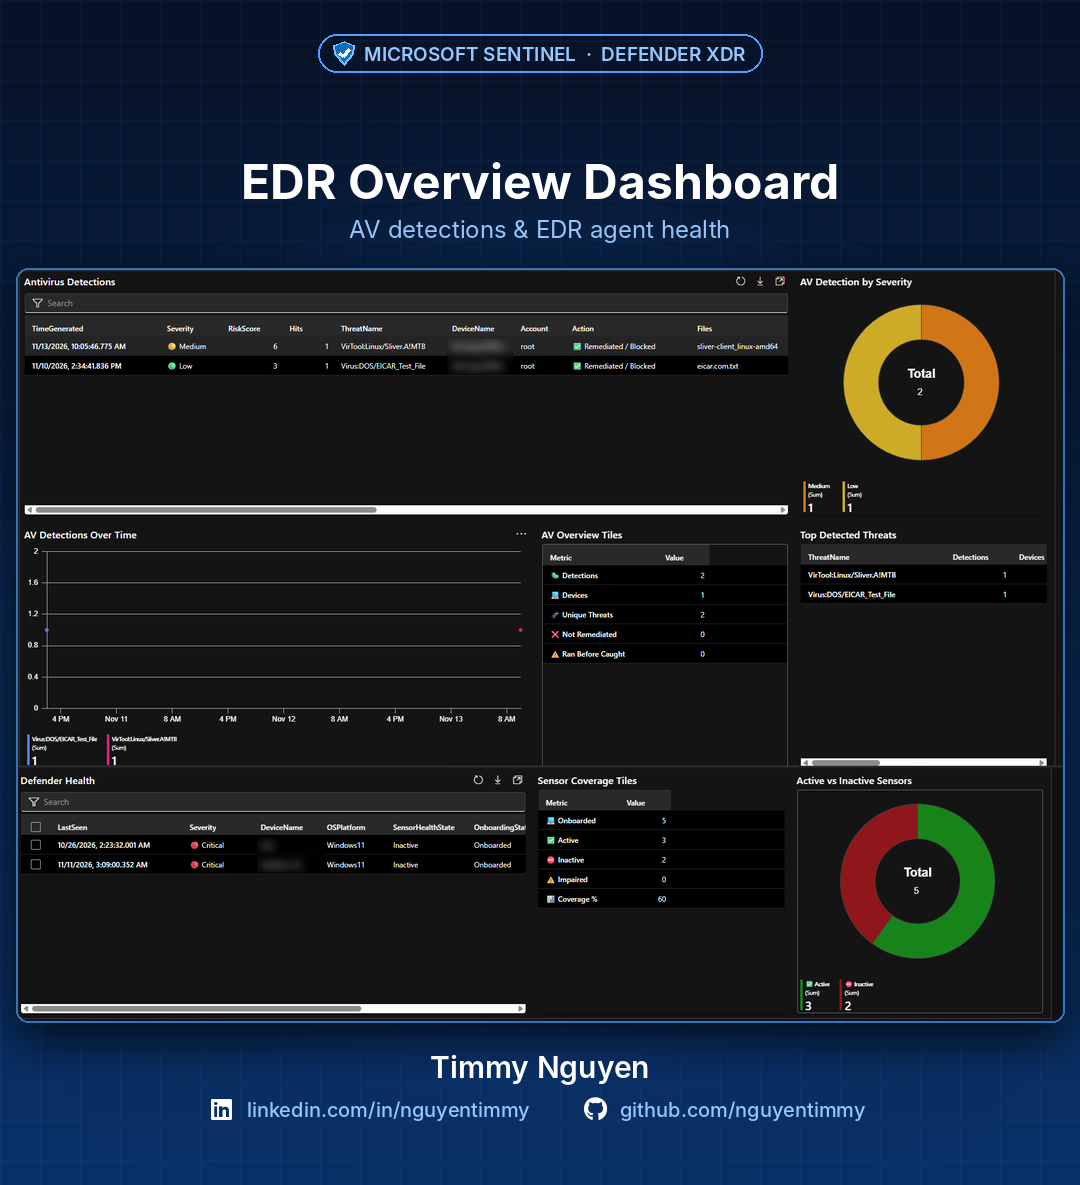 MICROSOFT SENTINEL · DEFENDER XDR
EDR Overview Dashboard
AV detections & EDR agent health
Antivirus Detections
Search
TimeGenerated Severity RiskScore Hits ThreatName DeviceName Account Action Files
11/13/2026, 10:05:46.775 AM Medium 6 1 VirTool:Linux/Sliver.A!MTB root Remediated / Blocked sliver-client_linux-amd64
11/10/2026, 2:34:41.836 PM Low 3 1 Virus:DOS/EICAR_Test_File root Remediated / Blocked eicar.com.txt
AV Detection by Severity
Total
2
Medium (Sum) 1
Low (Sum) 1
AV Detections Over Time
2
1.6
1.2
0.8
0.4
0
4 PM Nov 11 8 AM 4 PM Nov 12 8 AM 4 PM Nov 13 8 AM
Virus:DOS/EICAR_Test_File (Sum) 1
VirTool:Linux/Sliver.A!MTB (Sum) 1
AV Overview Tiles
Metric Value
Detections 2
Devices 1
Unique Threats 2
Not Remediated 0
Ran Before Caught 0
Top Detected Threats
ThreatName Detections Devices
VirTool:Linux/Sliver.A!MTB 1
Virus:DOS/EICAR_Test_File 1
Defender Health
Search
LastSeen Severity DeviceName OSPlatform SensorHealthState OnboardingStat
10/26/2026, 2:23:32.001 AM Critical Windows11 Inactive Onboarded
11/11/2026, 3:09:00.352 AM Critical Windows11 Inactive Onboarded
Sensor Coverage Tiles
Metric Value
Onboarded 5
Active 3
Inactive 2
Impaired 0
Coverage % 60
Active vs Inactive Sensors
Total
5
Active (Sum) 3
Inactive (Sum) 2
Timmy Nguyen
linkedin.com/in/nguyentimmy
github.com/nguyentimmy